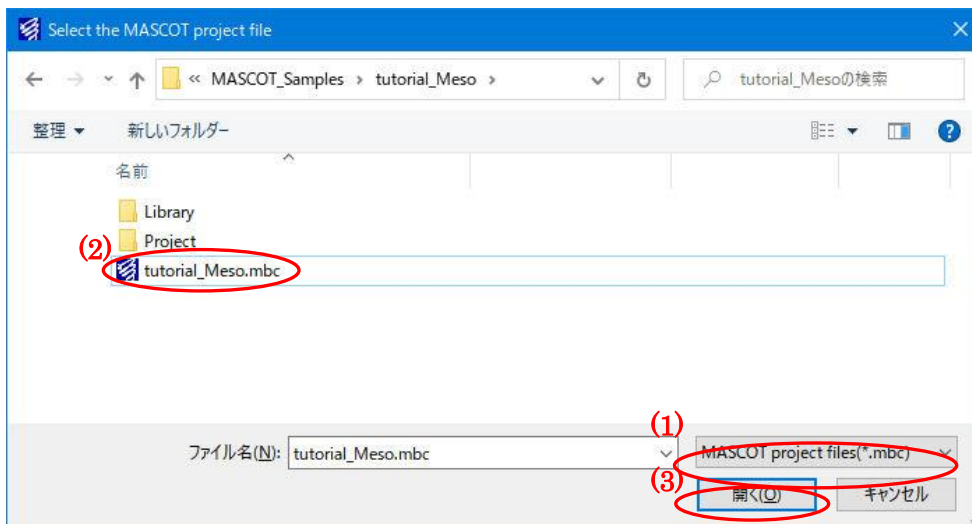 Select the MASCOT project file
« MASCOT_Samples › tutorial_Meso ›
tutorial_Mesoの検索
整理 新しいフォルダー
名前
Library
(2) Project
tutorial_Meso.mbc
(1)
ファイル名(N): tutorial_Meso.mbc MASCOT project files(*.mbc)
(3) 開く(O) キャンセル